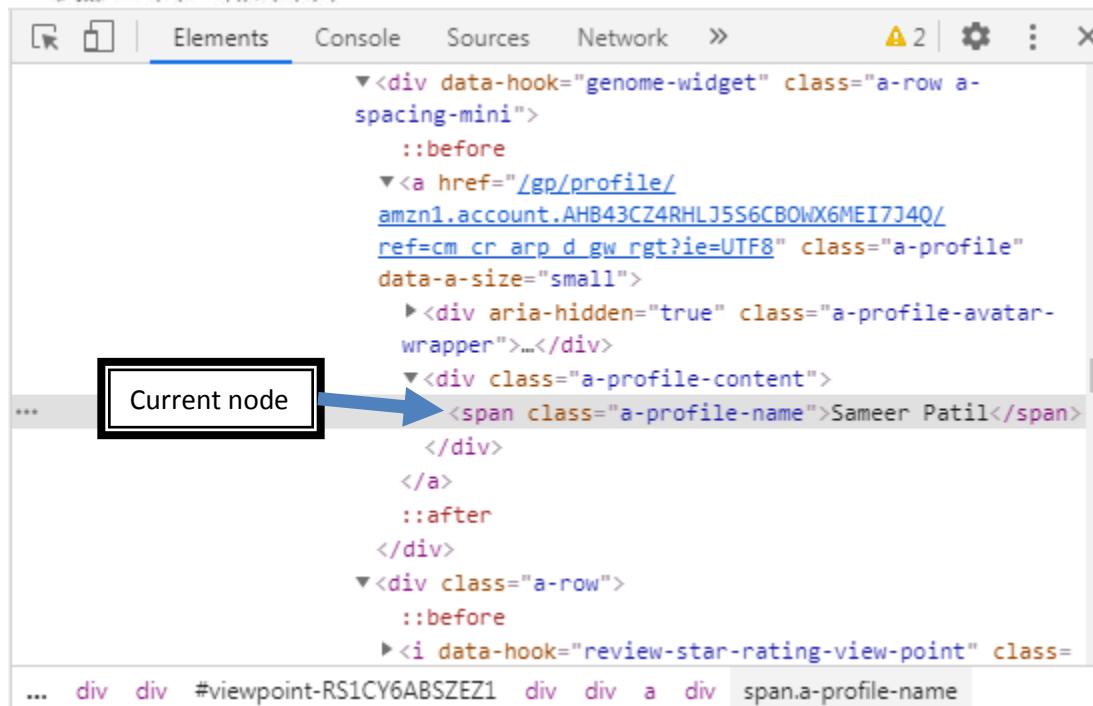 Elements Console Sources Network » 2
▼<div data-hook="genome-widget" class="a-row a-
spacing-mini">
::before
▼<a href="/gp/profile/
amzn1.account.AHB43CZ4RHLJ5S6CBOWX6MEI7J4Q/
ref=cm_cr_arp_d_gw_rgt?ie=UTF8" class="a-profile"
data-a-size="small">
▶<div aria-hidden="true" class="a-profile-avatar-
wrapper">…</div>
▼<div class="a-profile-content">
Current node
<span class="a-profile-name">Sameer Patil</span>
</div>
</a>
::after
</div>
▼<div class="a-row">
::before
▶<i data-hook="review-star-rating-view-point" class=
... div div #viewpoint-RS1CY6ABSZEZ1 div div a div span.a-profile-name